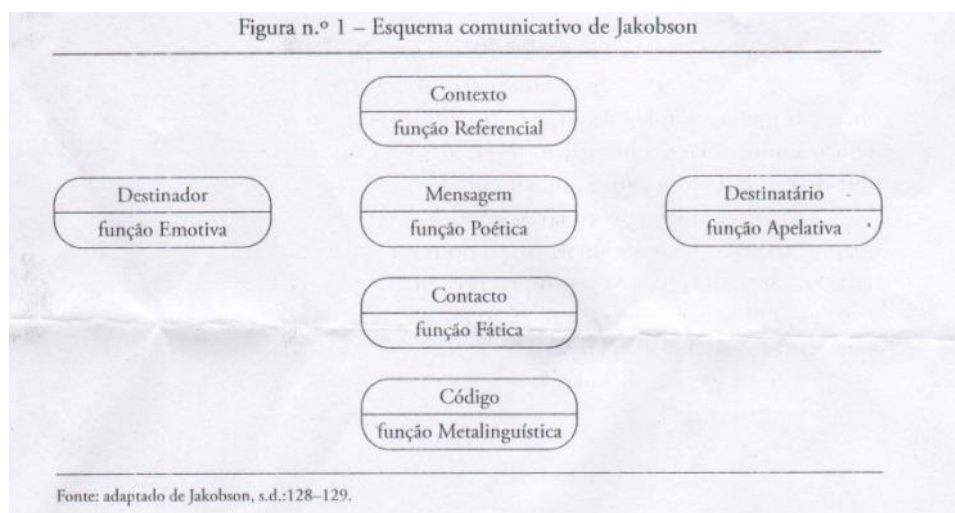 Figura n.º 1 – Esquema comunicativo de Jakobson
Contexto
função Referencial
Destinador
função Emotiva
Mensagem
função Poética
Destinatário
função Apelativa
Contacto
função Fática
Código
função Metalinguística
Fonte: adaptado de Jakobson, s.d.:128–129.